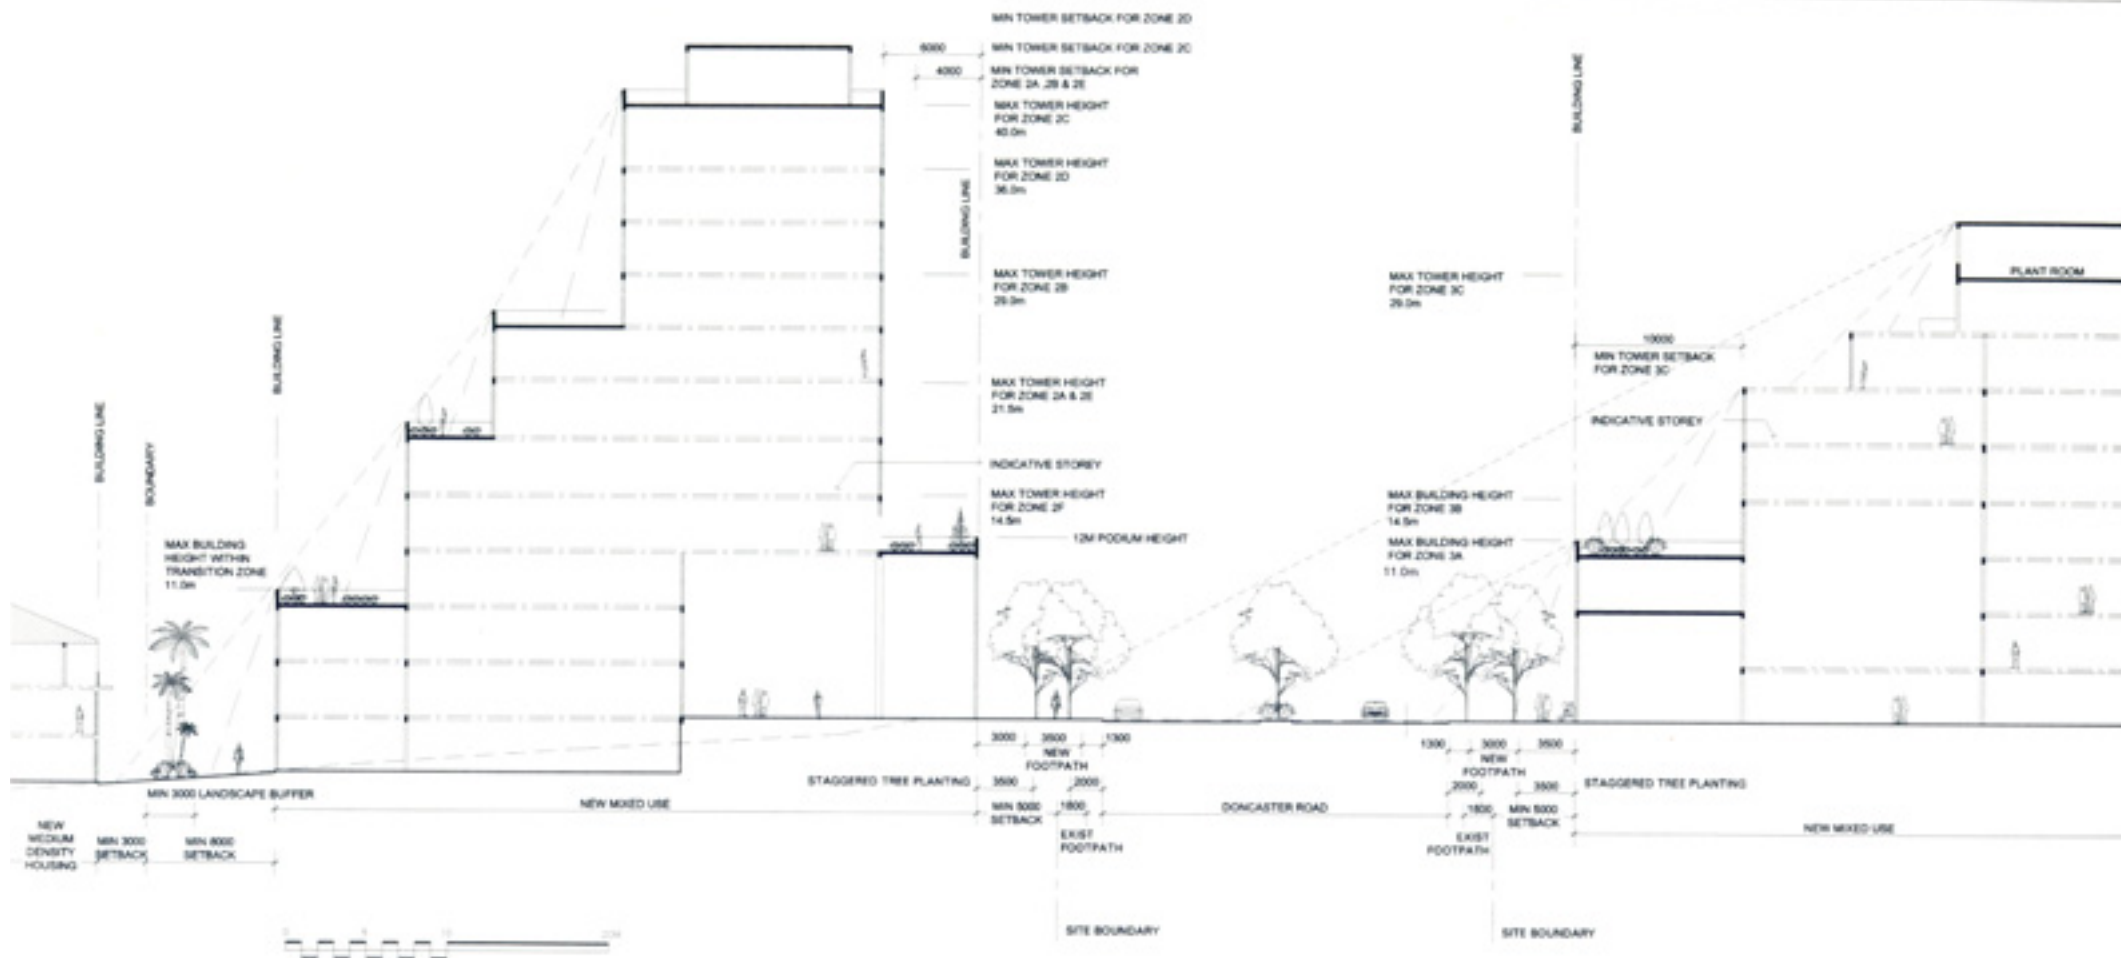 MIN TOWER SETBACK FOR ZONE 2D
6000
MIN TOWER SETBACK FOR ZONE 2C
4000
MIN TOWER SETBACK FOR
ZONE 2A ,2B & 2E
MAX TOWER HEIGHT
FOR ZONE 2C
40.0m
MAX TOWER HEIGHT
FOR ZONE 2D
36.0m
BUILDING LINE
MAX TOWER HEIGHT
FOR ZONE 2B
29.0m
MAX TOWER HEIGHT
FOR ZONE 2A & 2E
21.5m
INDICATIVE STOREY
MAX TOWER HEIGHT
FOR ZONE 2F
14.5m
12M PODIUM HEIGHT
BUILDING LINE
BUILDING LINE
BOUNDARY
MAX BUILDING
HEIGHT WITHIN
TRANSITION ZONE
11.0m
BUILDING LINE
MAX TOWER HEIGHT
FOR ZONE 3C
29.0m
10000
MIN TOWER SETBACK
FOR ZONE 3C
PLANT ROOM
INDICATIVE STOREY
MAX BUILDING HEIGHT
FOR ZONE 3B
14.5m
MAX BUILDING HEIGHT
FOR ZONE 3A
11.0m
3000
3500
1300
NEW
FOOTPATH
STAGGERED TREE PLANTING
3500
2000
MIN 5000
SETBACK
1800
EXIST
FOOTPATH
DONCASTER ROAD
1300
3000
3500
NEW
FOOTPATH
2000
3500
STAGGERED TREE PLANTING
1800
MIN 5000
SETBACK
EXIST
FOOTPATH
NEW MIXED USE
MIN 3000 LANDSCAPE BUFFER
NEW MIXED USE
NEW
MEDIUM
DENSITY
HOUSING
MIN 3000
SETBACK
MIN 8000
SETBACK
SITE BOUNDARY
SITE BOUNDARY